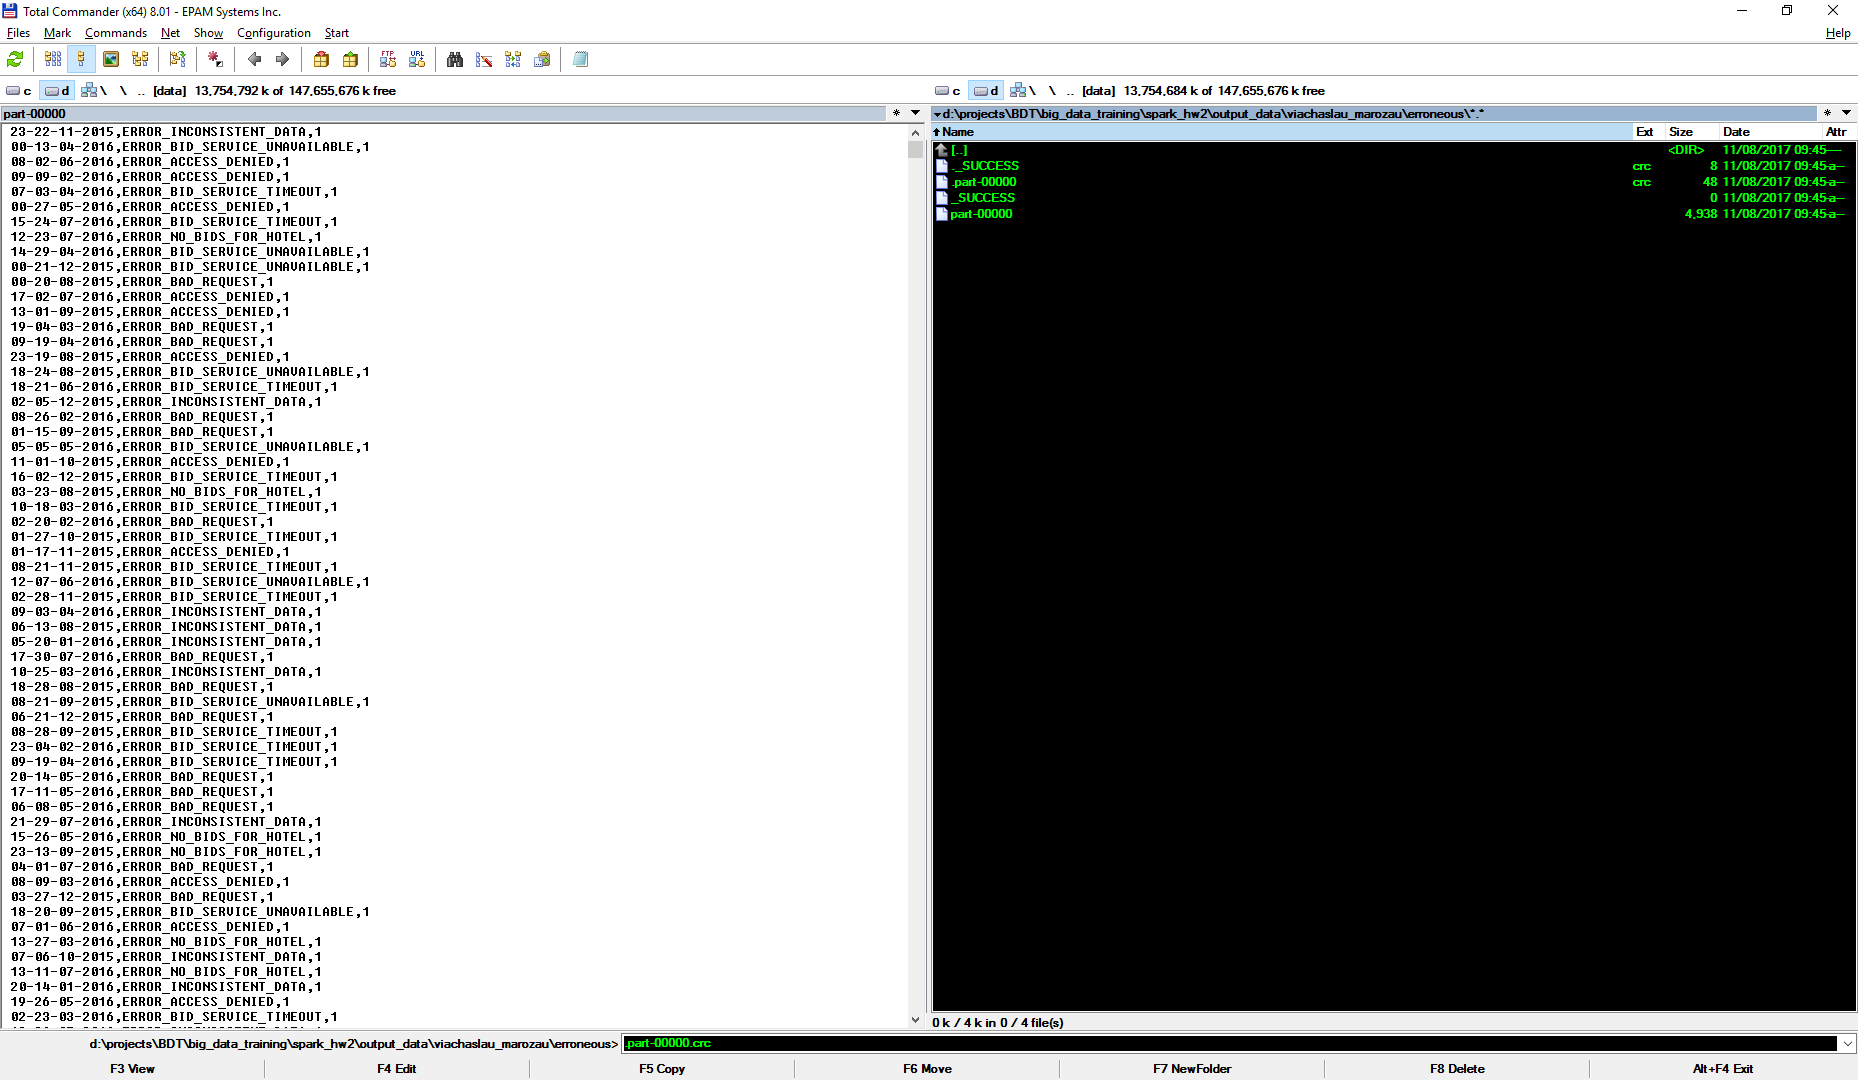 Total Commander (x64) 8.01 - EPAM Systems Inc.
Files Mark Commands Net Show Configuration Start Help
FTP URL
c d \ \ .. [data] 13,754,792 k of 147,655,676 k free
c d \ \ .. [data] 13,754,684 k of 147,655,676 k free
part-00000 *
23-22-11-2015,ERROR_INCONSISTENT_DATA,1
00-13-04-2016,ERROR_BID_SERVICE_UNAVAILABLE,1
08-02-06-2016,ERROR_ACCESS_DENIED,1
09-09-02-2016,ERROR_ACCESS_DENIED,1
07-03-04-2016,ERROR_BID_SERVICE_TIMEOUT,1
00-27-05-2016,ERROR_ACCESS_DENIED,1
15-24-07-2016,ERROR_BID_SERVICE_TIMEOUT,1
12-23-07-2016,ERROR_NO_BIDS_FOR_HOTEL,1
14-29-04-2016,ERROR_BID_SERVICE_UNAVAILABLE,1
00-21-12-2015,ERROR_BID_SERVICE_UNAVAILABLE,1
00-20-08-2015,ERROR_BAD_REQUEST,1
17-02-07-2016,ERROR_ACCESS_DENIED,1
13-01-09-2015,ERROR_ACCESS_DENIED,1
19-04-03-2016,ERROR_BAD_REQUEST,1
09-19-04-2016,ERROR_BAD_REQUEST,1
23-19-08-2015,ERROR_ACCESS_DENIED,1
18-24-08-2015,ERROR_BID_SERVICE_UNAVAILABLE,1
18-21-06-2016,ERROR_BID_SERVICE_TIMEOUT,1
02-05-12-2015,ERROR_INCONSISTENT_DATA,1
08-26-02-2016,ERROR_BAD_REQUEST,1
01-15-09-2015,ERROR_BAD_REQUEST,1
05-05-05-2016,ERROR_BID_SERVICE_UNAVAILABLE,1
11-01-10-2015,ERROR_ACCESS_DENIED,1
16-02-12-2015,ERROR_BID_SERVICE_TIMEOUT,1
03-23-08-2015,ERROR_NO_BIDS_FOR_HOTEL,1
10-18-03-2016,ERROR_BID_SERVICE_TIMEOUT,1
02-20-02-2016,ERROR_BAD_REQUEST,1
01-27-10-2015,ERROR_BID_SERVICE_TIMEOUT,1
01-17-11-2015,ERROR_ACCESS_DENIED,1
08-21-11-2015,ERROR_BID_SERVICE_TIMEOUT,1
12-07-06-2016,ERROR_BID_SERVICE_UNAVAILABLE,1
02-28-11-2015,ERROR_BID_SERVICE_TIMEOUT,1
09-03-04-2016,ERROR_INCONSISTENT_DATA,1
06-13-08-2015,ERROR_INCONSISTENT_DATA,1
05-20-01-2016,ERROR_INCONSISTENT_DATA,1
17-30-07-2016,ERROR_BAD_REQUEST,1
10-25-03-2016,ERROR_INCONSISTENT_DATA,1
18-28-08-2015,ERROR_BAD_REQUEST,1
08-21-09-2015,ERROR_BID_SERVICE_UNAVAILABLE,1
06-21-12-2015,ERROR_BAD_REQUEST,1
08-28-09-2015,ERROR_BID_SERVICE_TIMEOUT,1
23-04-02-2016,ERROR_BID_SERVICE_TIMEOUT,1
09-19-04-2016,ERROR_BID_SERVICE_TIMEOUT,1
20-14-05-2016,ERROR_BAD_REQUEST,1
17-11-05-2016,ERROR_BAD_REQUEST,1
06-08-05-2016,ERROR_BAD_REQUEST,1
21-29-07-2016,ERROR_INCONSISTENT_DATA,1
15-26-05-2016,ERROR_NO_BIDS_FOR_HOTEL,1
23-13-09-2015,ERROR_NO_BIDS_FOR_HOTEL,1
04-01-07-2016,ERROR_BAD_REQUEST,1
08-09-03-2016,ERROR_ACCESS_DENIED,1
03-27-12-2015,ERROR_BAD_REQUEST,1
18-20-09-2015,ERROR_BID_SERVICE_UNAVAILABLE,1
07-01-06-2016,ERROR_ACCESS_DENIED,1
13-27-03-2016,ERROR_NO_BIDS_FOR_HOTEL,1
07-06-10-2015,ERROR_INCONSISTENT_DATA,1
13-11-07-2016,ERROR_NO_BIDS_FOR_HOTEL,1
20-14-01-2016,ERROR_INCONSISTENT_DATA,1
19-26-05-2016,ERROR_ACCESS_DENIED,1
02-23-03-2016,ERROR_BID_SERVICE_TIMEOUT,1
d:\projects\BDT\big_data_training\spark_hw2\output_data\viachaslau_marozau\erroneous\*.* *
Name Ext Size Date Attr
[..] <DIR> 11/08/2017 09:45 ----
._SUCCESS crc 8 11/08/2017 09:45 -a--
.part-00000 crc 48 11/08/2017 09:45 -a--
_SUCCESS 0 11/08/2017 09:45 -a--
part-00000 4,938 11/08/2017 09:45 -a--
0 k / 4 k in 0 / 4 file(s)
d:\projects\BDT\big_data_training\spark_hw2\output_data\viachaslau_marozau\erroneous> .part-00000.crc
F3 View F4 Edit F5 Copy F6 Move F7 NewFolder F8 Delete Alt+F4 Exit